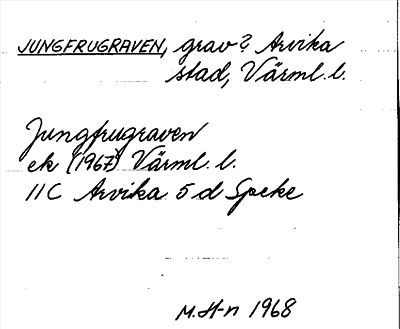 JUNGFRUGRAVEN, grav? Arvika
stad, Värml. l.
Jungfrugraven
ek (1967) Värml. l.
11C Arvika 5 d Speke
M. H-n 1968